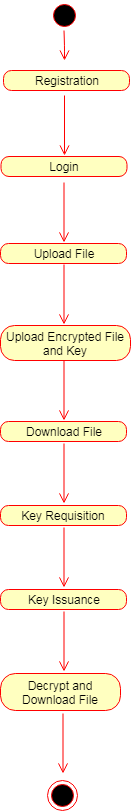 Registration
Login
Upload File
Upload Encrypted File
and Key
Download File
Key Requisition
Key Issuance
Decrypt and
Download File